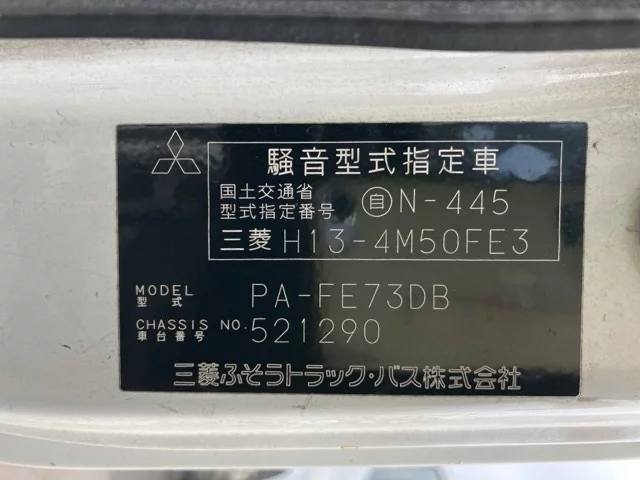 騒音型式指定車
国土交通省
型式指定番号 自 N-445
三菱 H13-4M50FE3
MODEL
型式 PA-FE73DB
CHASSIS NO.
車台番号 521290
三菱ふそうトラック・バス株式会社